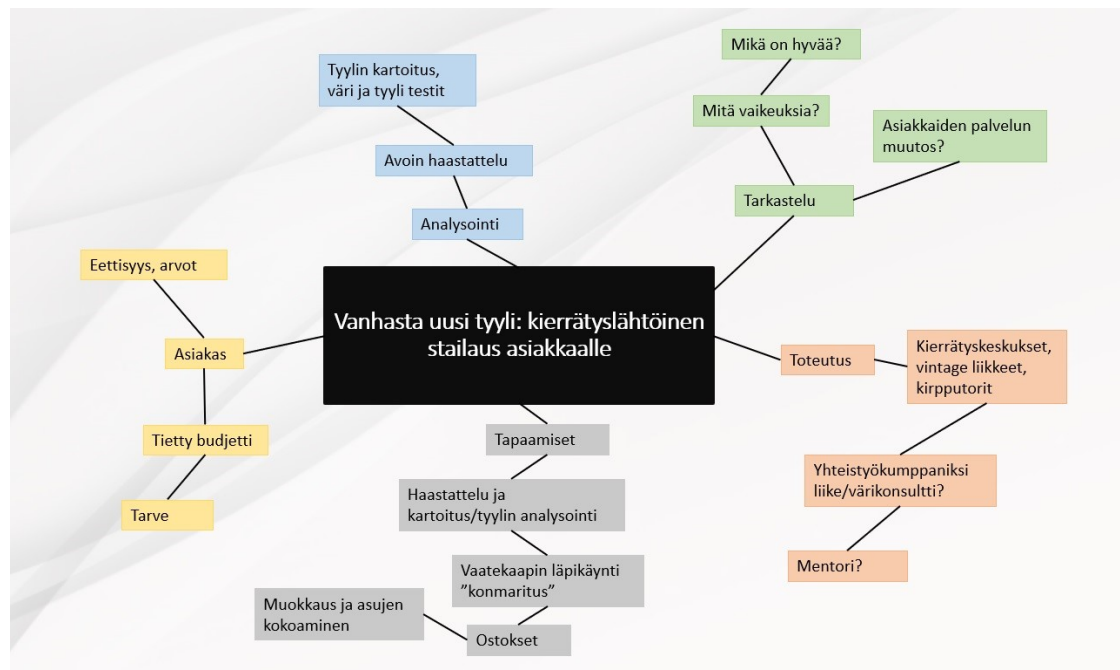 Tyylin kartoitus,
väri ja tyyli testit
Avoin haastattelu
Analysointi
Mikä on hyvää?
Mitä vaikeuksia?
Asiakkaiden palvelun
muutos?
Tarkastelu
Eettisyys, arvot
Asiakas
Tietty budjetti
Tarve
Vanhasta uusi tyyli: kierrätyslähtöinen
stailaus asiakkaalle
Toteutus
Kierrätyskeskukset,
vintage liikkeet,
kirpputorit
Yhteistyökumppaniksi
liike/värikonsultti?
Mentori?
Tapaamiset
Haastattelu ja
kartoitus/tyylin analysointi
Vaatekaapin läpikäynti
”konmaritus”
Ostokset
Muokkaus ja asujen
kokoaminen